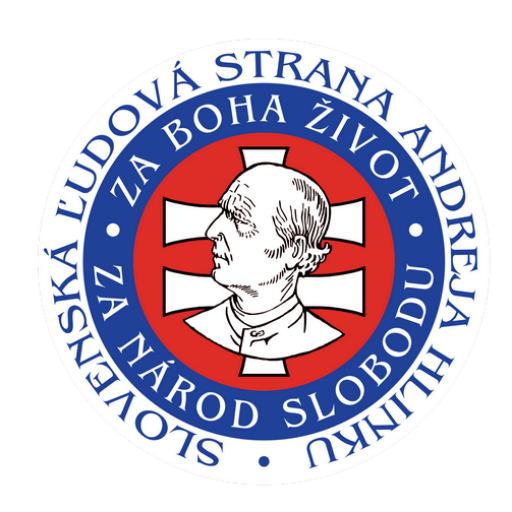 SLOVENSKÁ ĽUDOVÁ STRANA ANDREJA HLINKU
ZA BOHA ŽIVOT
ZA NÁROD SLOBODU